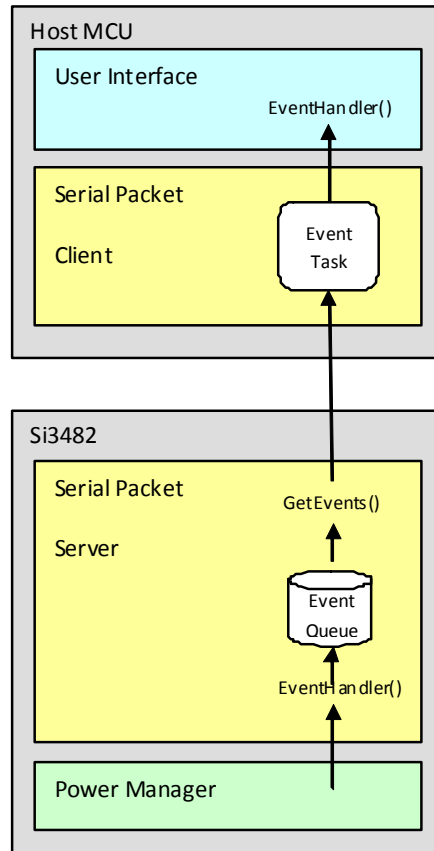 Host MCU
User Interface
EventHandler()
Serial Packet
Client
Event
Task
Si3482
Serial Packet
GetEvents()
Server
Event
Queue
EventHandler()
Power Manager